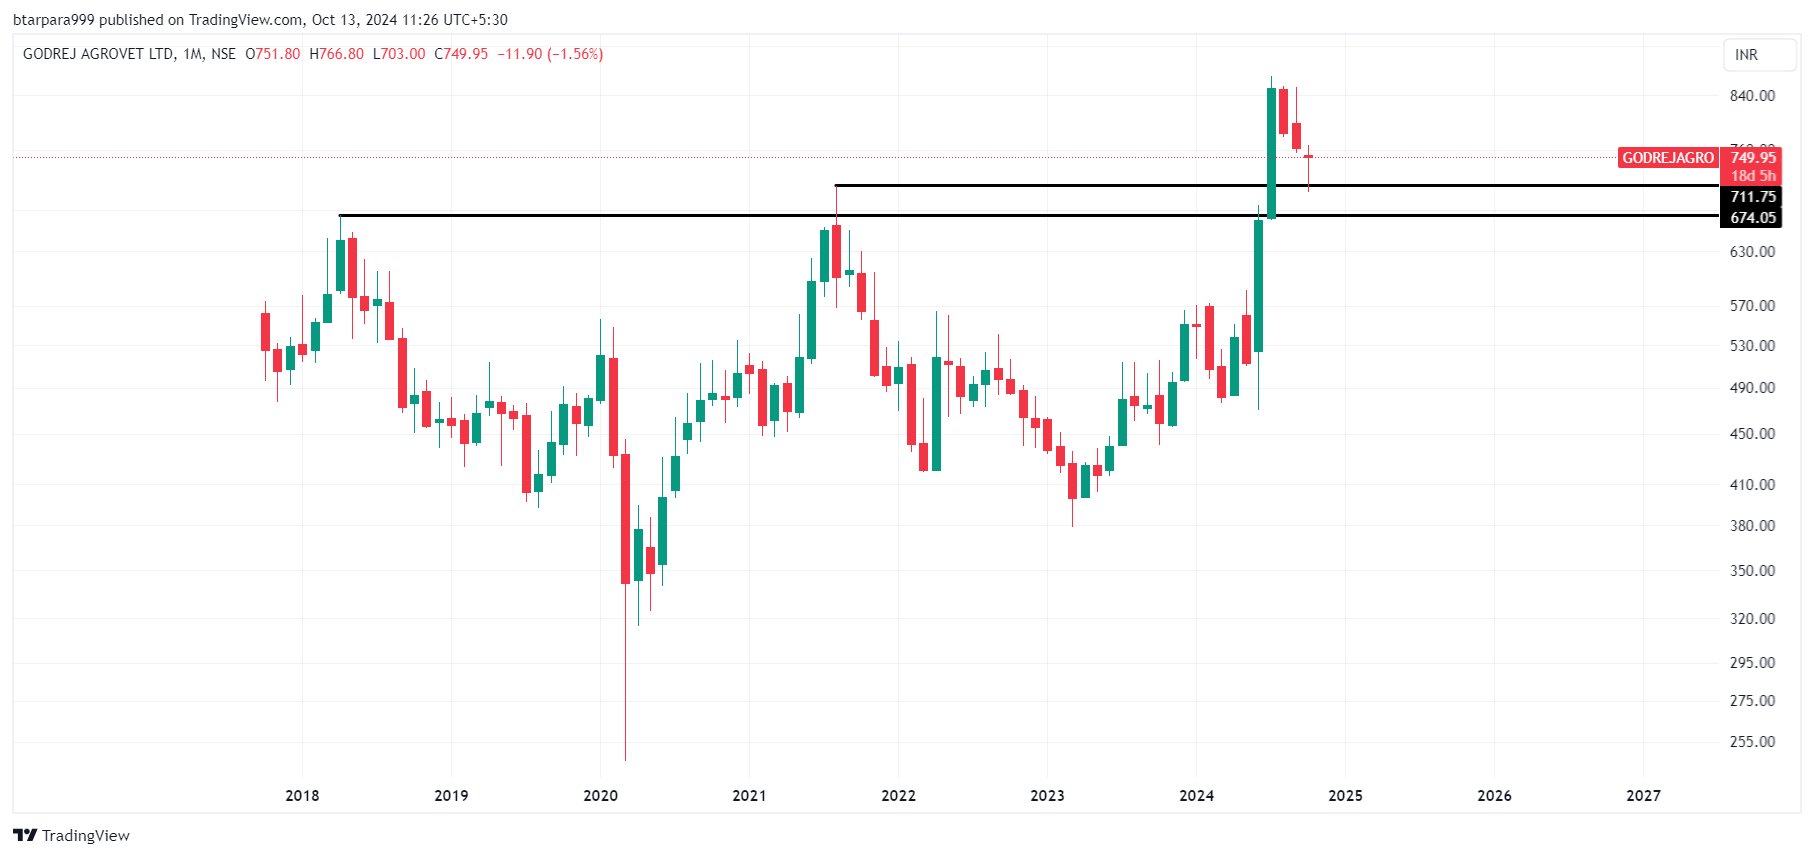 btarpara999 published on TradingView.com, Oct 13, 2024 11:26 UTC+5:30
GODREJ AGROVET LTD, 1M, NSE O751.80 H766.80 L703.00 C749.95 −11.90 (−1.56%)
INR
840.00
GODREJAGRO 749.95
18d 5h
711.75
674.05
630.00
570.00
530.00
490.00
450.00
410.00
380.00
350.00
320.00
295.00
275.00
255.00
2018 2019 2020 2021 2022 2023 2024 2025 2026 2027
TradingView